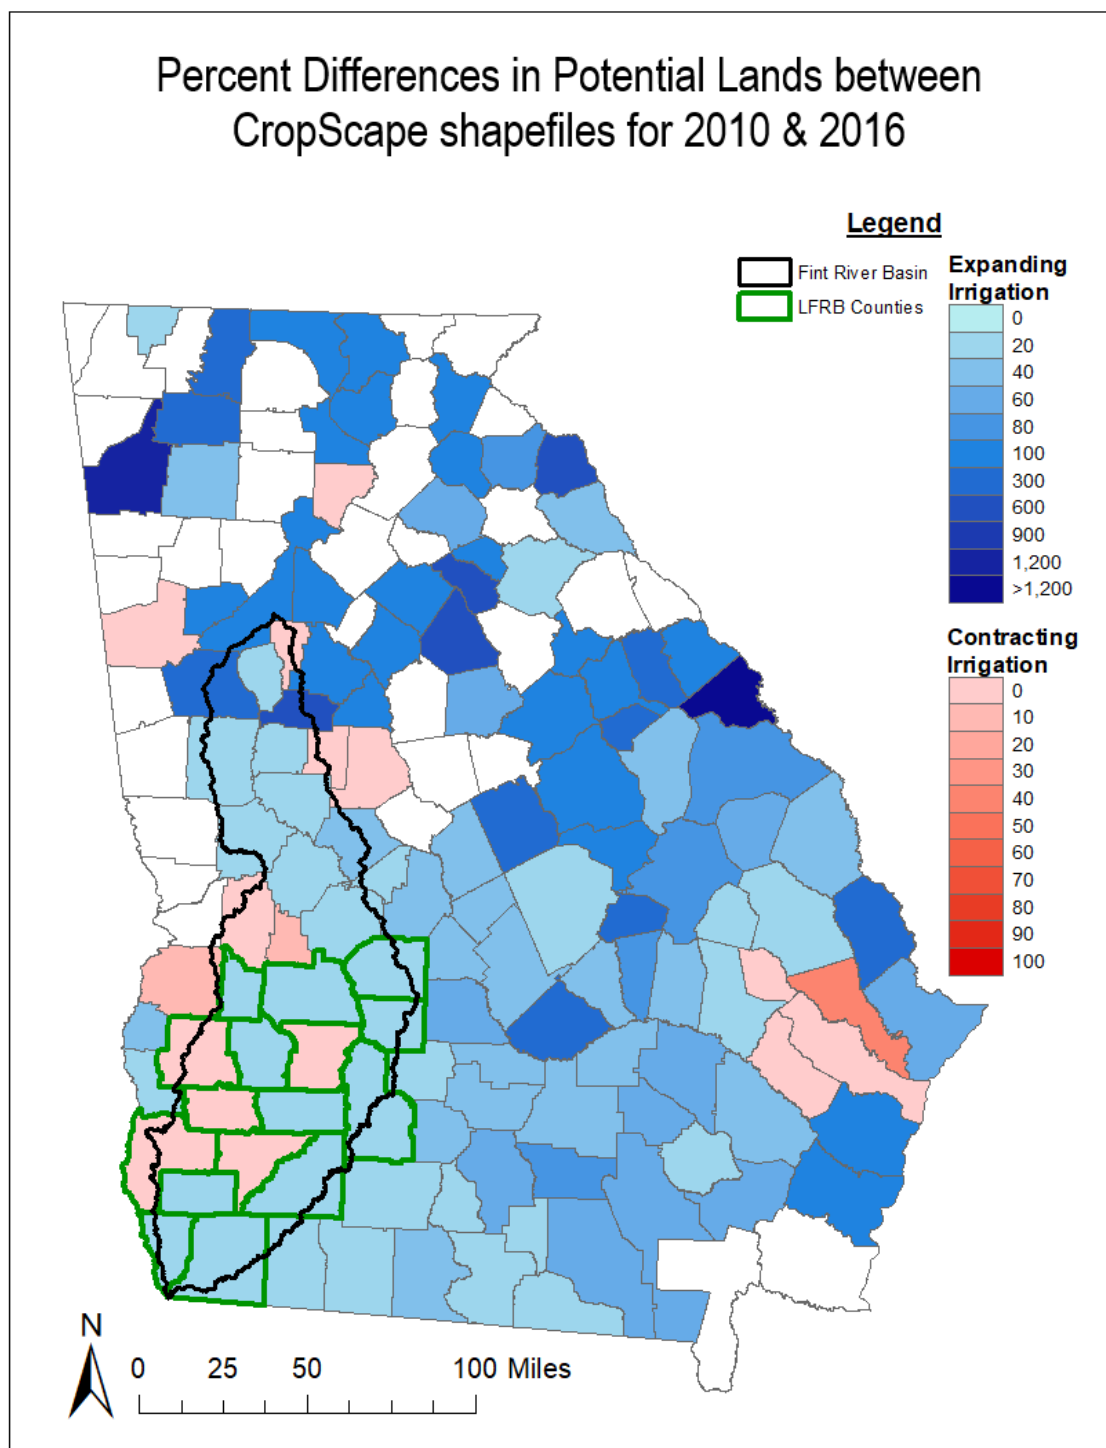 Percent Differences in Potential Lands between
CropScape shapefiles for 2010 & 2016
Legend
Fint River Basin
LFRB Counties
Expanding
Irrigation
0
20
40
60
80
100
300
600
900
1,200
>1,200
Contracting
Irrigation
0
10
20
30
40
50
60
70
80
90
100
N
0 25 50 100 Miles